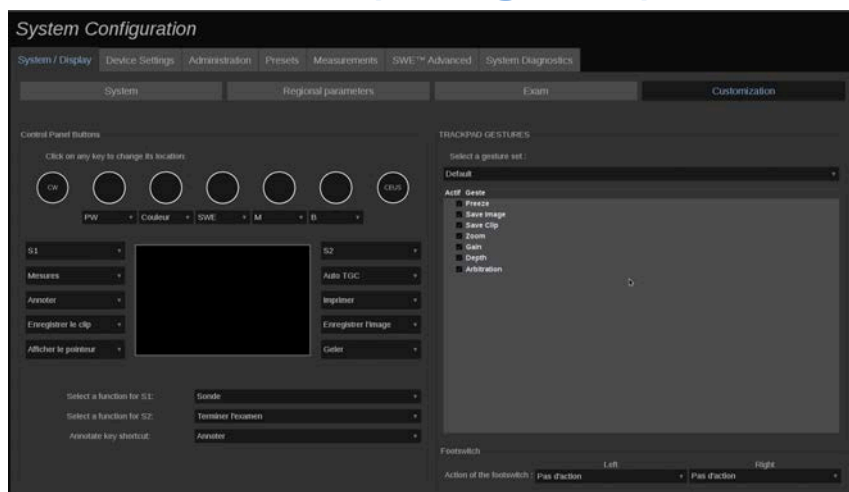 System Configuration
System / Display Device Settings Administration Presets Measurements SWE™ Advanced System Diagnostics
System Regional parameters Exam Customization
Control Panel Buttons
Click on any key to change its location:
CW CEUS
PW Couleur SWE M B
S1 S2
Mesures Auto TGC
Annoter Imprimer
Enregistrer le clip Enregistrer l'image
Afficher le pointeur Geler
Select a function for S1: Sonde
Select a function for S2: Terminer l'examen
Annotate key shortcut: Annoter
TRACKPAD GESTURES
Select a gesture set :
Default
Actif Geste
Freeze
Save Image
Save Clip
Zoom
Gain
Depth
Arbitration
Footswitch
Left Right
Action of the footswitch : Pas d'action Pas d'action